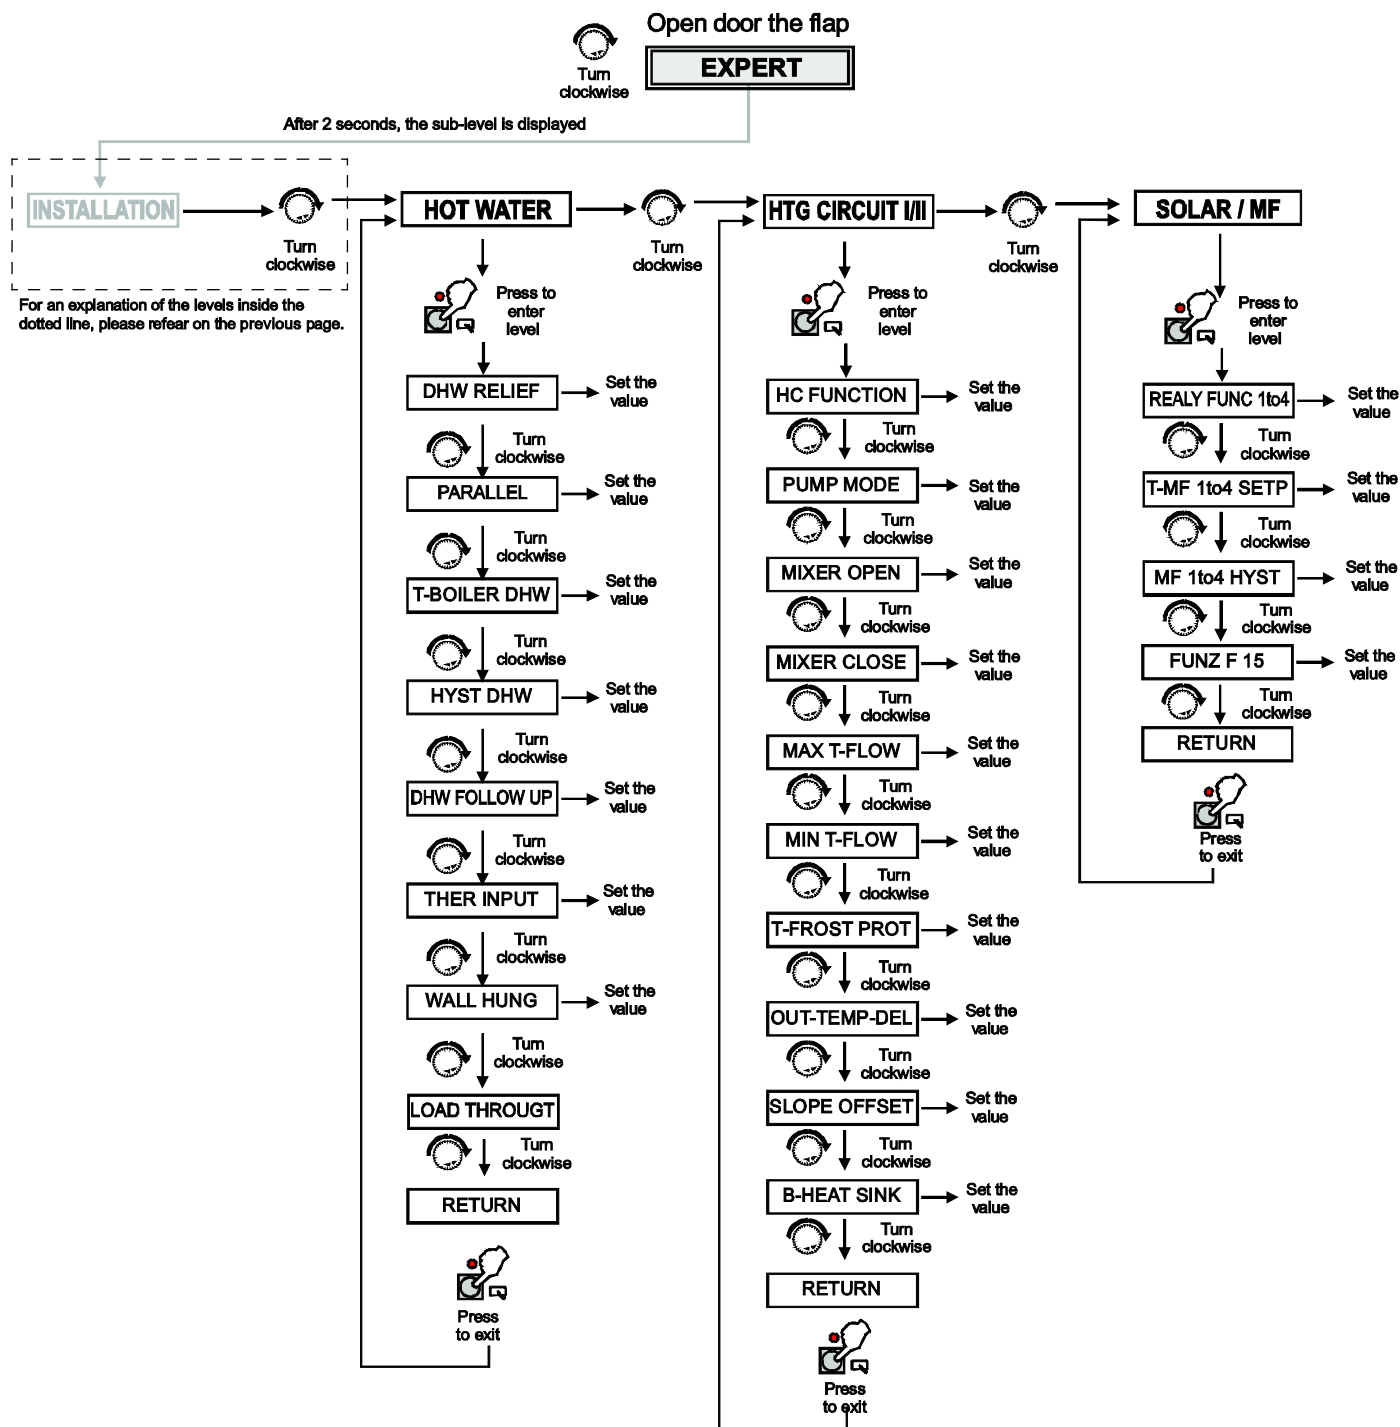 Open door the flap
EXPERT
Turn
clockwise
After 2 seconds, the sub-level is displayed
INSTALLATION
Turn
clockwise
For an explanation of the levels inside the
dotted line, please refear on the previous page.
HOT WATER
Turn
clockwise
Press to
enter
level
DHW RELIEF
Set the
value
Turn
clockwise
PARALLEL
Set the
value
Turn
clockwise
T-BOILER DHW
Set the
value
Turn
clockwise
HYST DHW
Set the
value
Turn
clockwise
DHW FOLLOW UP
Set the
value
Turn
clockwise
THER INPUT
Set the
value
Turn
clockwise
WALL HUNG
Set the
value
Turn
clockwise
LOAD THROUGT
Turn
clockwise
RETURN
Press
to exit
HTG CIRCUIT I/II
Turn
clockwise
Press to
enter
level
HC FUNCTION
Set the
value
Turn
clockwise
PUMP MODE
Set the
value
Turn
clockwise
MIXER OPEN
Set the
value
Turn
clockwise
MIXER CLOSE
Set the
value
Turn
clockwise
MAX T-FLOW
Set the
value
Turn
clockwise
MIN T-FLOW
Set the
value
Turn
clockwise
T-FROST PROT
Set the
value
Turn
clockwise
OUT-TEMP-DEL
Set the
value
Turn
clockwise
SLOPE OFFSET
Set the
value
Turn
clockwise
B-HEAT SINK
Set the
value
Turn
clockwise
RETURN
Press
to exit
SOLAR / MF
Press to
enter
level
REALY FUNC 1to4
Set the
value
Turn
clockwise
T-MF 1to4 SETP
Set the
value
Turn
clockwise
MF 1to4 HYST
Set the
value
Turn
clockwise
FUNZ F 15
Set the
value
Turn
clockwise
RETURN
Press
to exit